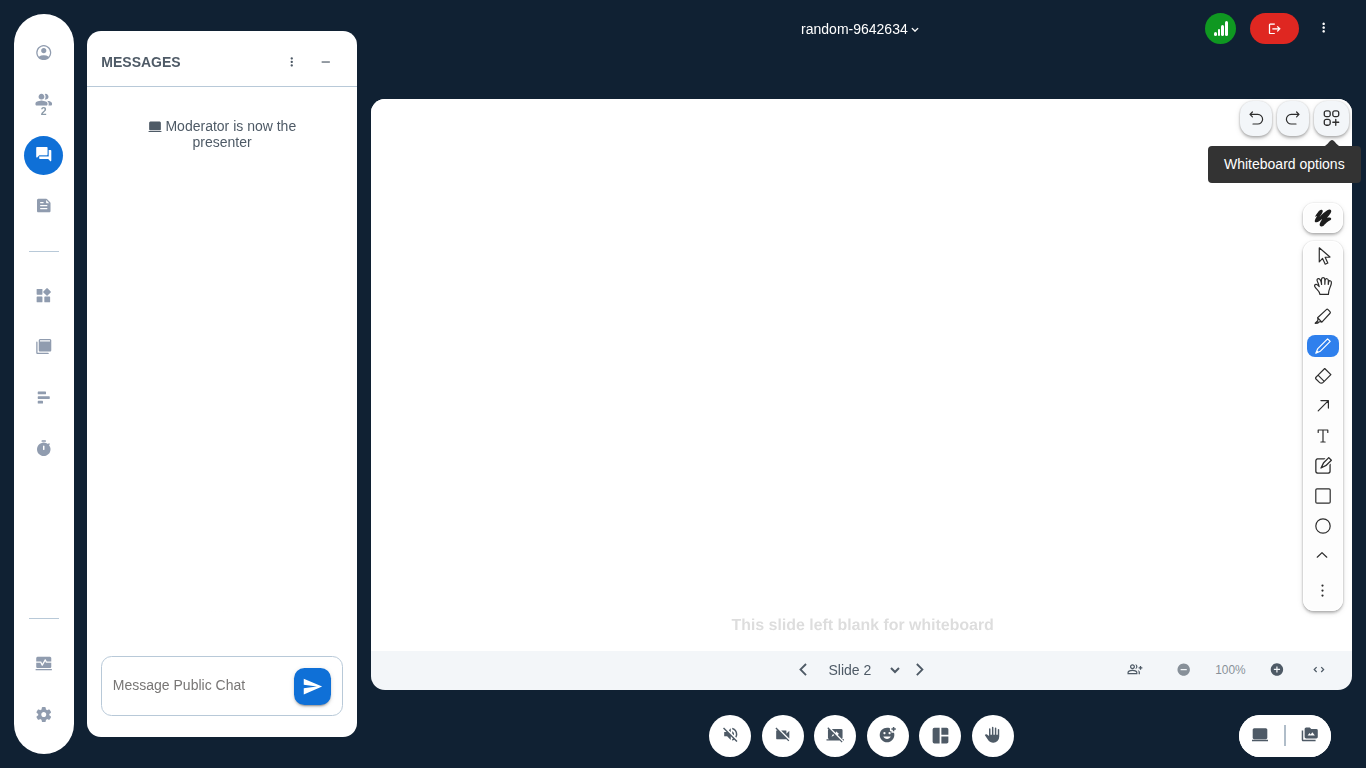 random-9642634
MESSAGES
2
Moderator is now the
presenter
Whiteboard options
This slide left blank for whiteboard
Message Public Chat
Slide 2
100%